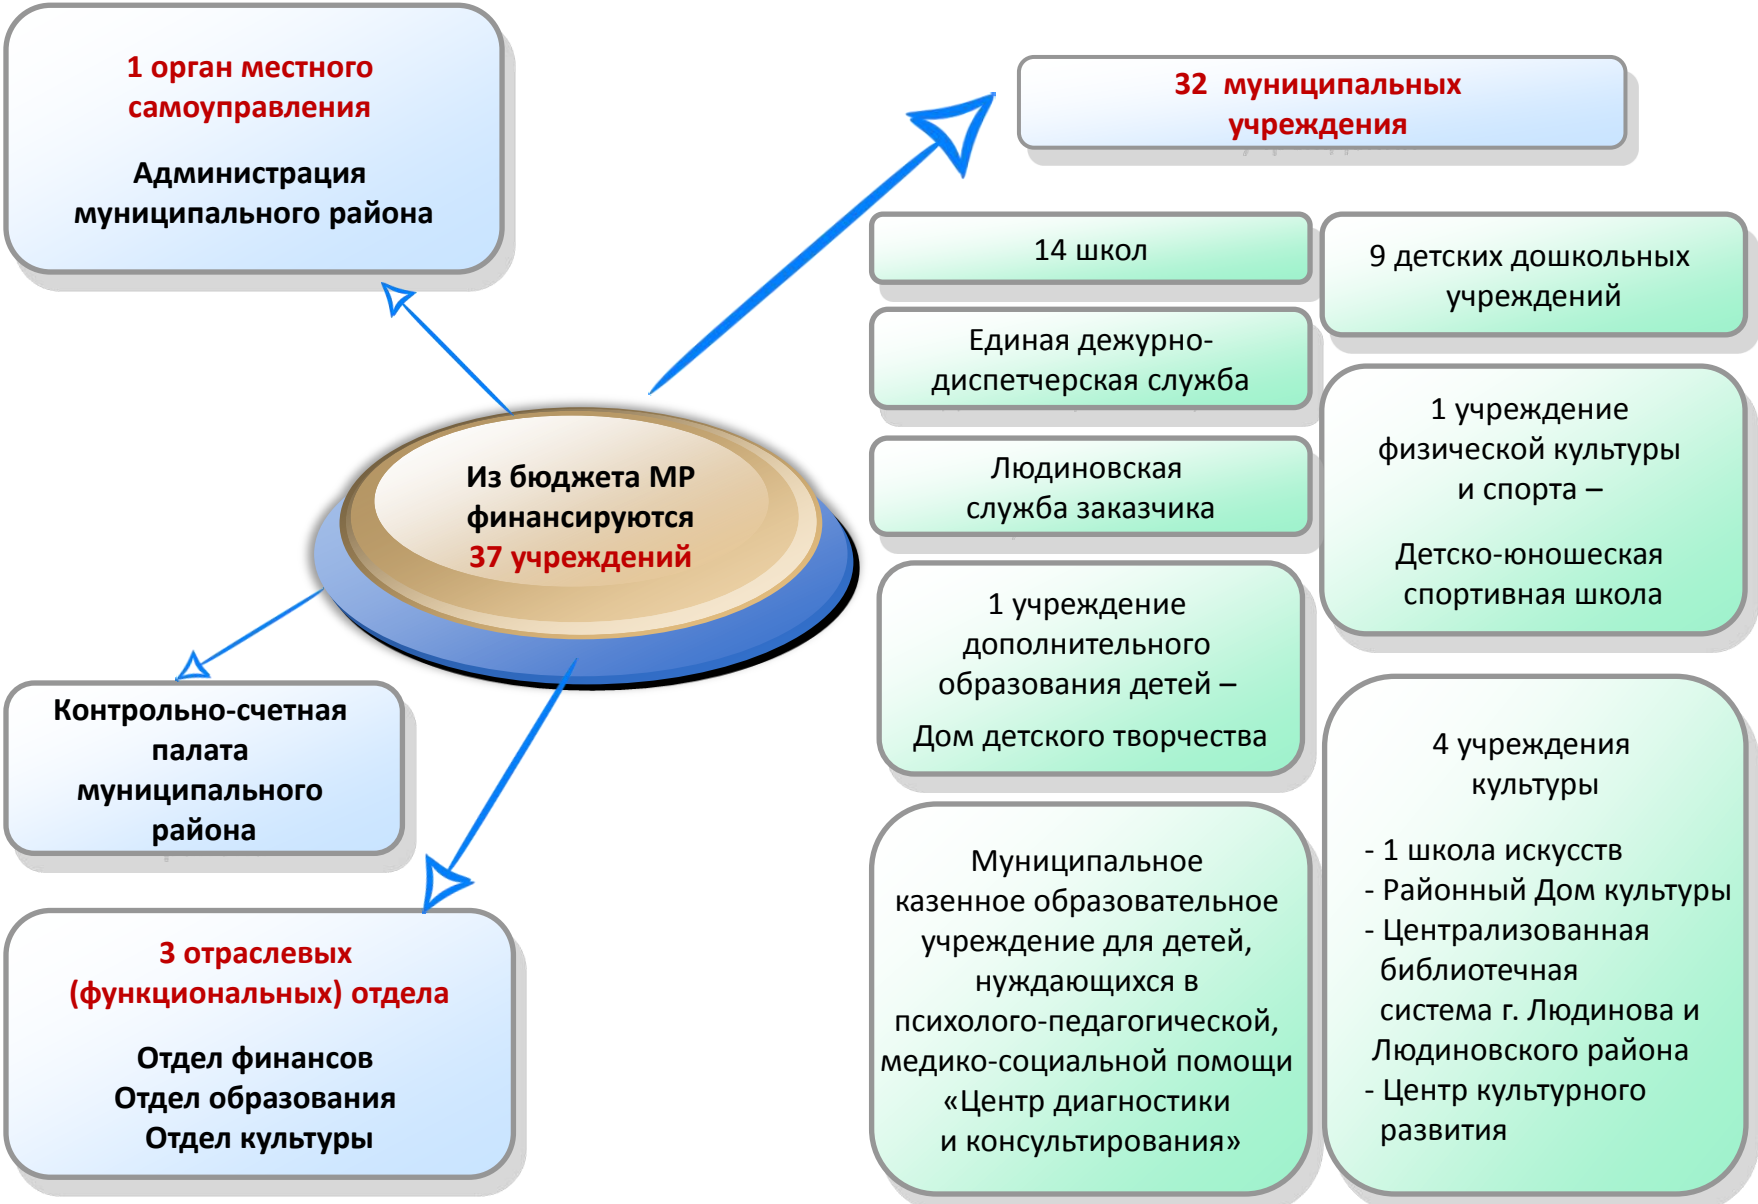 1 орган местного
самоуправления
Администрация
муниципального района
32 муниципальных
учреждения
Из бюджета МР
финансируются
37 учреждений
Контрольно-счетная
палата
муниципального
района
3 отраслевых
(функциональных) отдела
Отдел финансов
Отдел образования
Отдел культуры
14 школ
Единая дежурно-
диспетчерская служба
Людиновская
служба заказчика
1 учреждение
дополнительного
образования детей –
Дом детского творчества
Муниципальное
казенное образовательное
учреждение для детей,
нуждающихся в
психолого-педагогической,
медико-социальной помощи
«Центр диагностики
и консультирования»
9 детских дошкольных
учреждений
1 учреждение
физической культуры
и спорта –
Детско-юношеская
спортивная школа
4 учреждения
культуры
- 1 школа искусств
- Районный Дом культуры
- Централизованная
библиотечная
система г. Людинова и
Людиновского района
- Центр культурного
развития